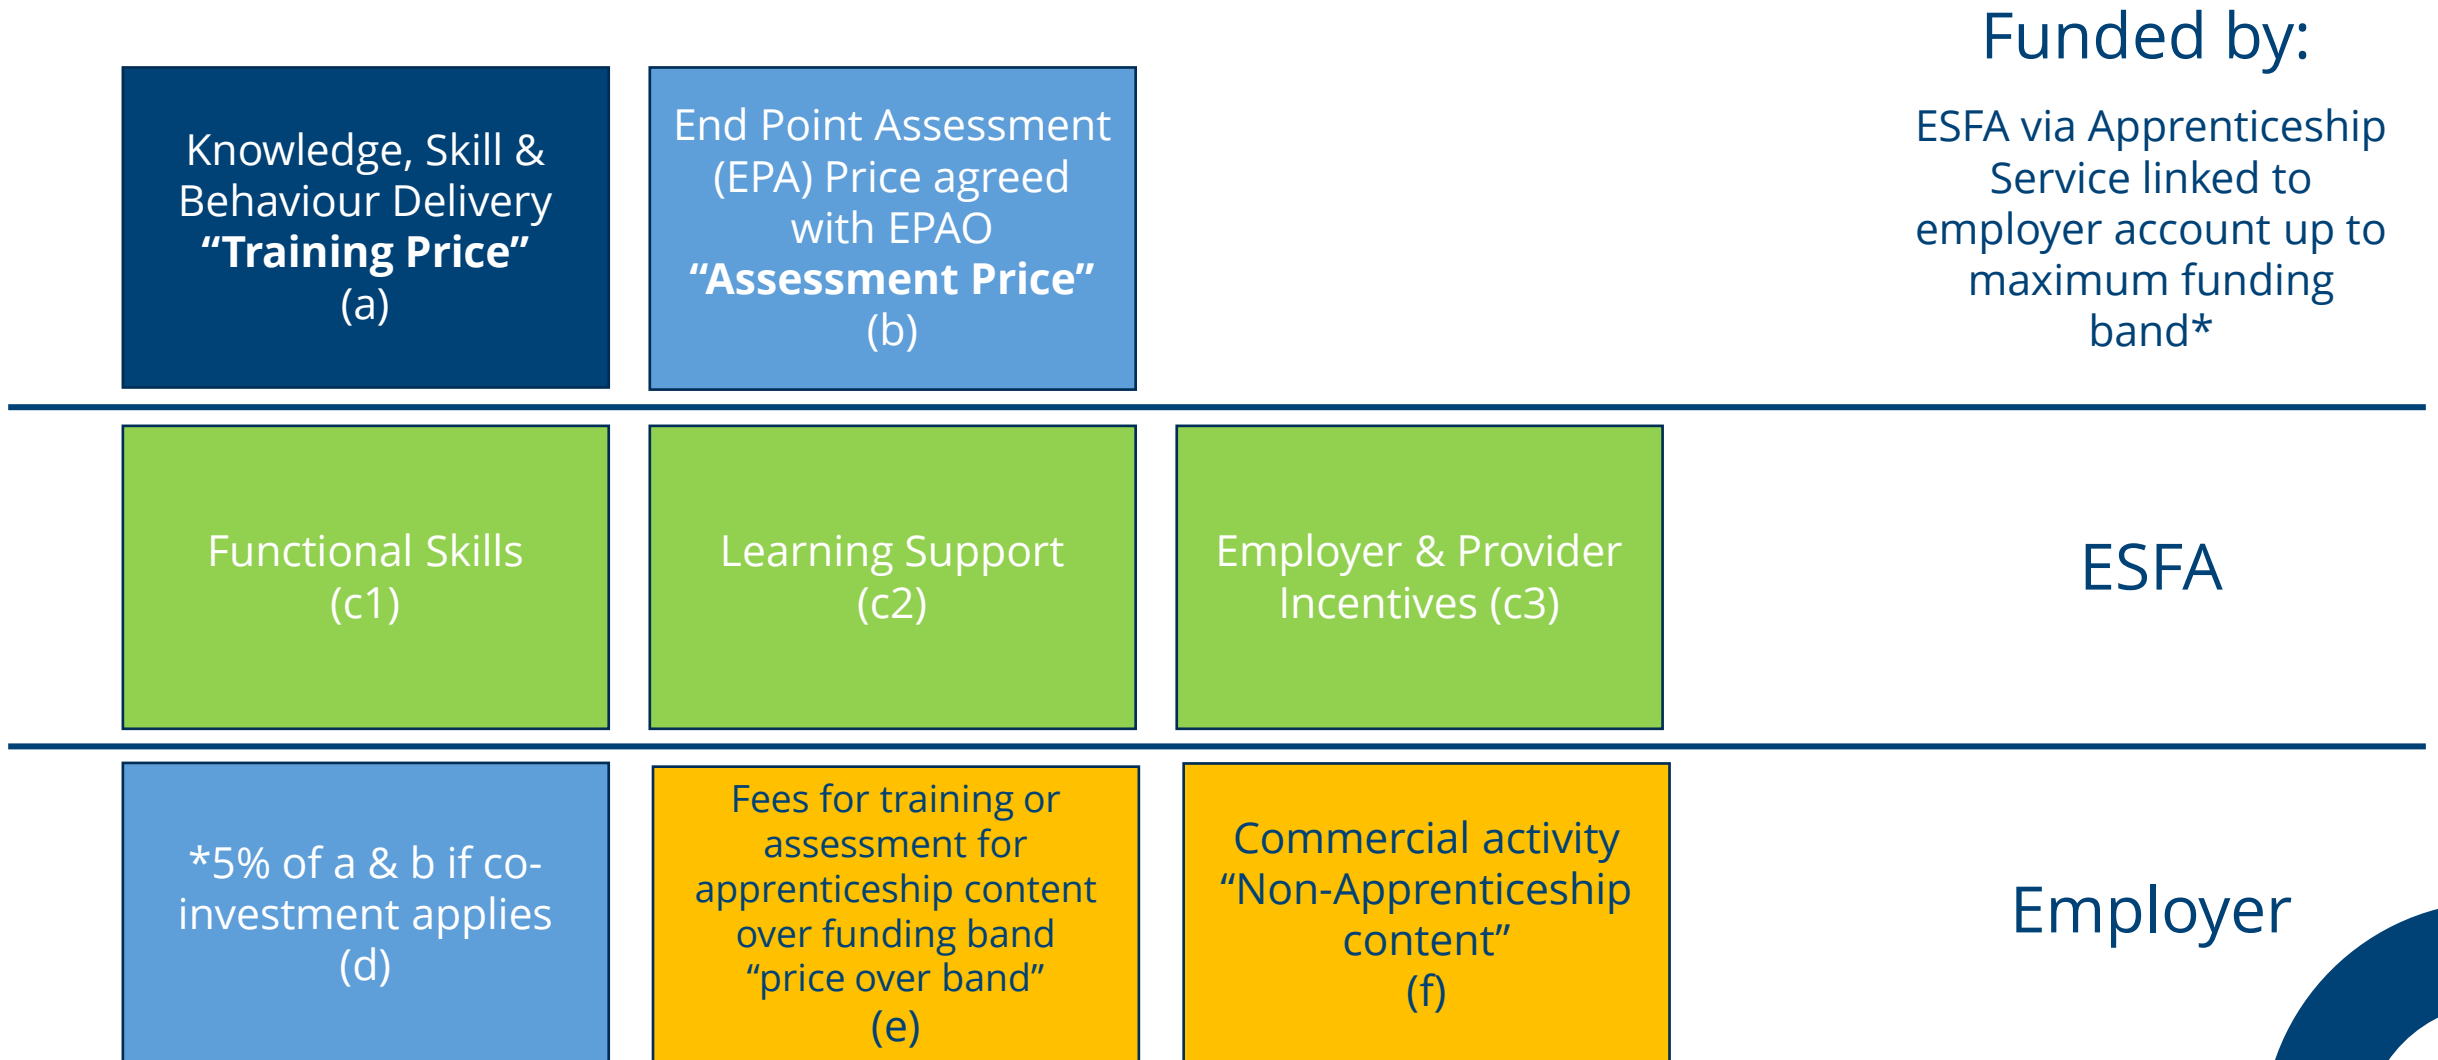 Funded by:
Knowledge, Skill &
Behaviour Delivery
“Training Price”
(a)
End Point Assessment
(EPA) Price agreed
with EPAO
“Assessment Price”
(b)
ESFA via Apprenticeship
Service linked to
employer account up to
maximum funding
band*
Functional Skills
(c1)
Learning Support
(c2)
Employer & Provider
Incentives (c3)
ESFA
*5% of a & b if co-
investment applies
(d)
Fees for training or
assessment for
apprenticeship content
over funding band
“price over band”
(e)
Commercial activity
“Non-Apprenticeship
content”
(f)
Employer